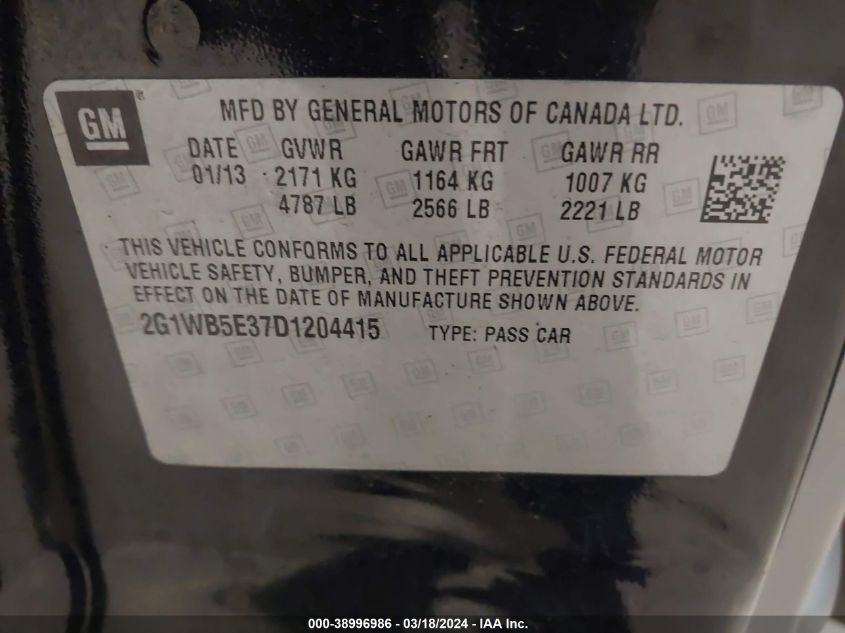 GM ®
MFD BY GENERAL MOTORS OF CANADA LTD.
DATE GVWR GAWR FRT GAWR RR
01/13 2171 KG 1164 KG 1007 KG
4787 LB 2566 LB 2221 LB
THIS VEHICLE CONFORMS TO ALL APPLICABLE U.S. FEDERAL MOTOR
VEHICLE SAFETY, BUMPER, AND THEFT PREVENTION STANDARDS IN
EFFECT ON THE DATE OF MANUFACTURE SHOWN ABOVE.
2G1WB5E37D1204415 TYPE: PASS CAR
000-38996986 - 03/18/2024 - IAA Inc.